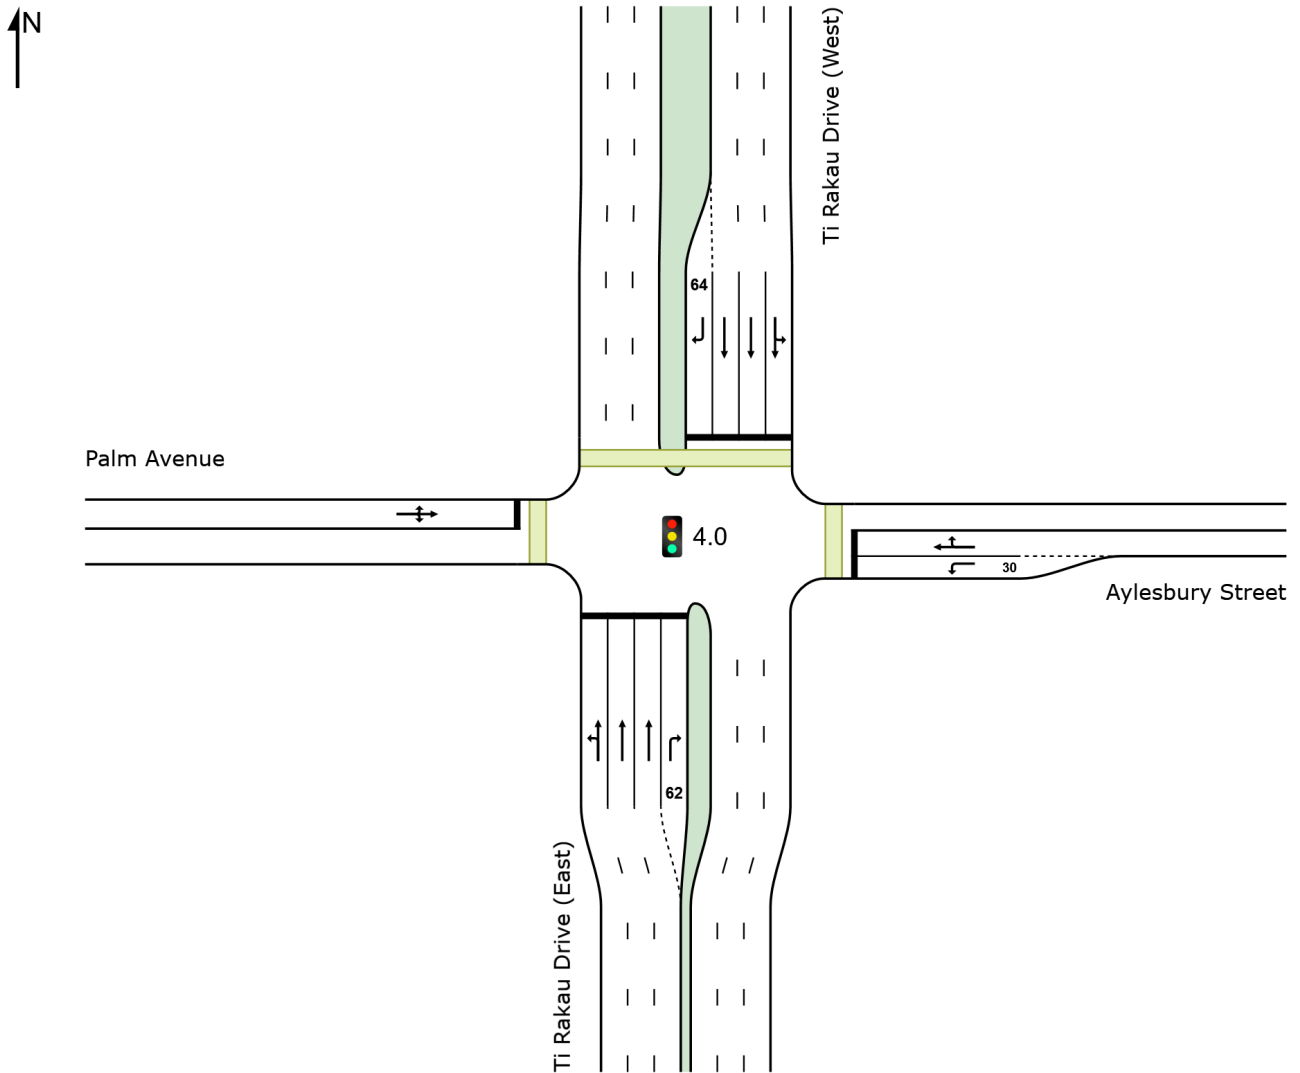 N
Ti Rakau Drive (West)
64
Palm Avenue
4.0
30
Aylesbury Street
62
Ti Rakau Drive (East)